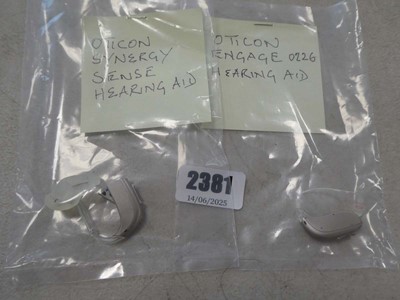 OTICON
SYNERGY
SENSE
HEARING AID
OTICON
ENGAGE 0226
HEARING AID
2381
14/06/2025